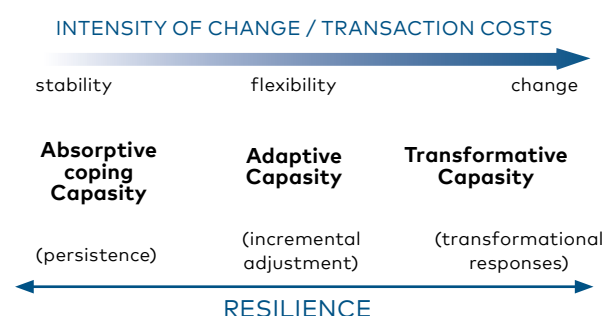 INTENSITY OF CHANGE / TRANSACTION COSTS
stability flexibility change
Absorptive
coping
Capasity
Adaptive
Capasity
Transformative
Capasity
(persistence)
(incremental
adjustment)
(transformational
responses)
RESILIENCE